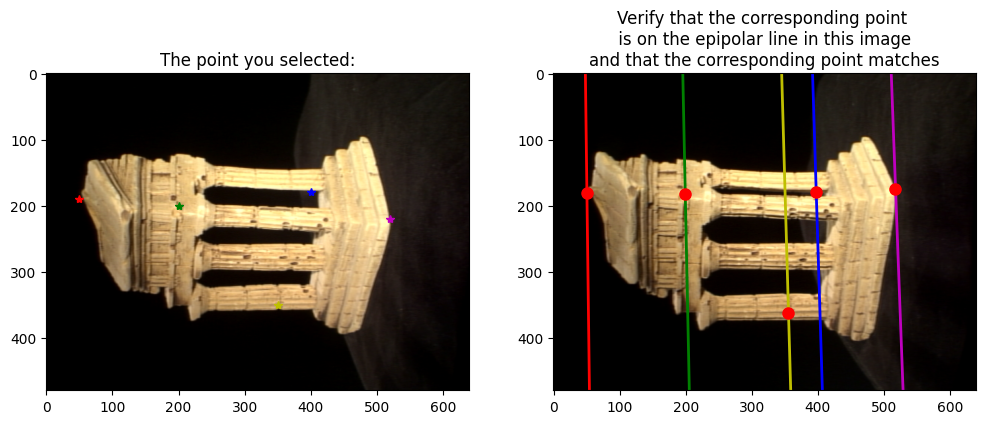 The point you selected:
0
100
200
300
400
0 100 200 300 400 500 600
Verify that the corresponding point
is on the epipolar line in this image
and that the corresponding point matches
0
100
200
300
400
0 100 200 300 400 500 600